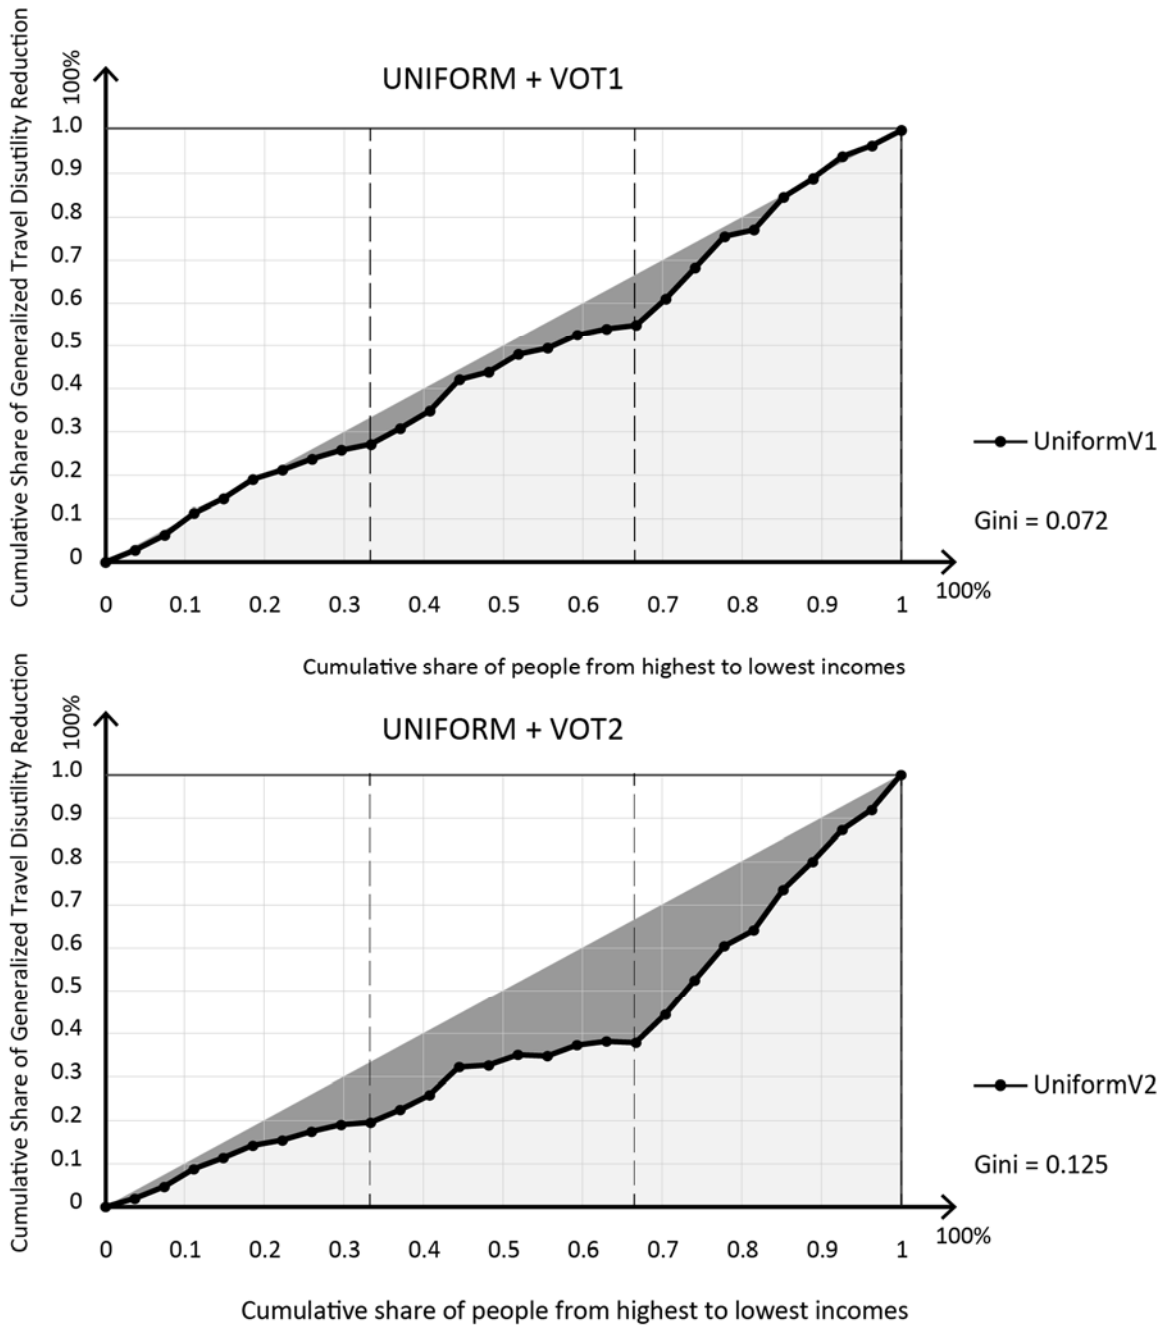 UNIFORM + VOT1
Cumulative Share of Generalized Travel Disutility Reduction
100%
1.0
0.9
0.8
0.7
0.6
0.5
0.4
0.3
0.2
0.1
0
0 0.1 0.2 0.3 0.4 0.5 0.6 0.7 0.8 0.9 1
100%
Cumulative share of people from highest to lowest incomes
UniformV1
Gini = 0.072
UNIFORM + VOT2
Cumulative Share of Generalized Travel Disutility Reduction
100%
1.0
0.9
0.8
0.7
0.6
0.5
0.4
0.3
0.2
0.1
0
0 0.1 0.2 0.3 0.4 0.5 0.6 0.7 0.8 0.9 1
100%
Cumulative share of people from highest to lowest incomes
UniformV2
Gini = 0.125